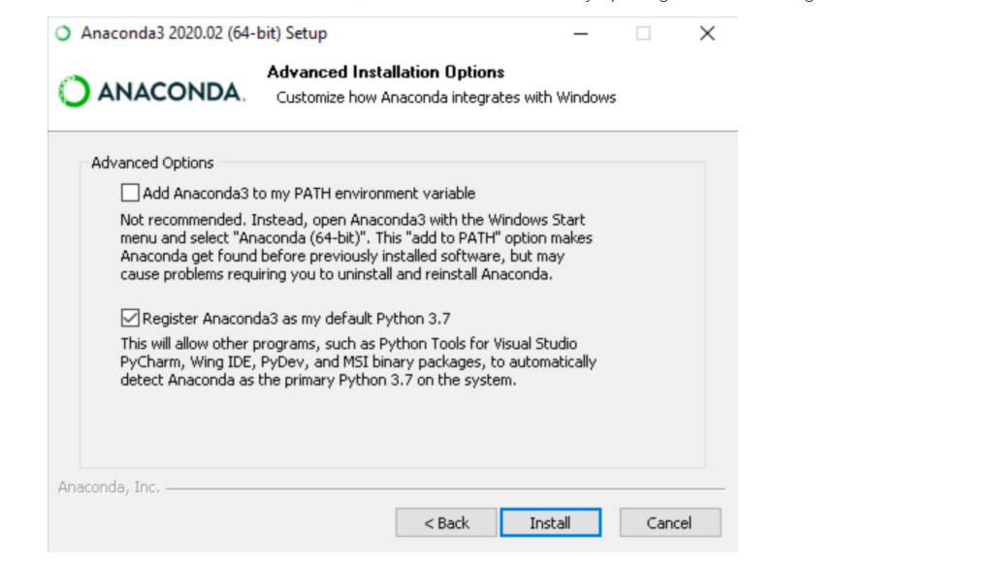 Anaconda3 2020.02 (64-bit) Setup
ANACONDA.
Advanced Installation Options
Customize how Anaconda integrates with Windows
Advanced Options
Add Anaconda3 to my PATH environment variable
Not recommended. Instead, open Anaconda3 with the Windows Start
menu and select "Anaconda (64-bit)". This "add to PATH" option makes
Anaconda get found before previously installed software, but may
cause problems requiring you to uninstall and reinstall Anaconda.
Register Anaconda3 as my default Python 3.7
This will allow other programs, such as Python Tools for Visual Studio
PyCharm, Wing IDE, PyDev, and MSI binary packages, to automatically
detect Anaconda as the primary Python 3.7 on the system.
Anaconda, Inc.
< Back
Install
Cancel